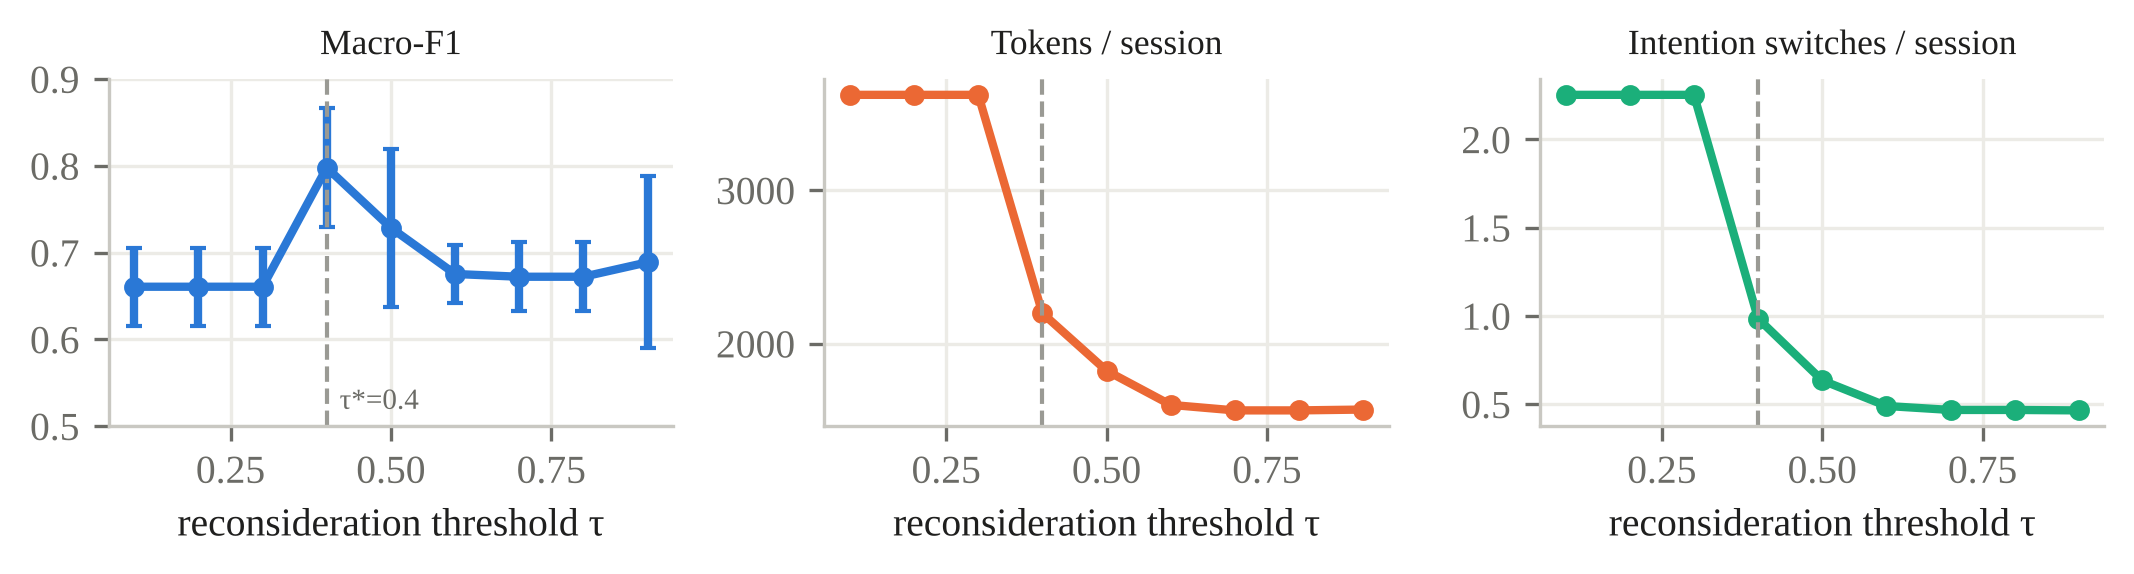 Macro-F1
0.9
0.8
0.7
0.6
0.5
τ*=0.4
0.25 0.50 0.75
reconsideration threshold τ
Tokens / session
3000
2000
0.25 0.50 0.75
reconsideration threshold τ
Intention switches / session
2.0
1.5
1.0
0.5
0.25 0.50 0.75
reconsideration threshold τ